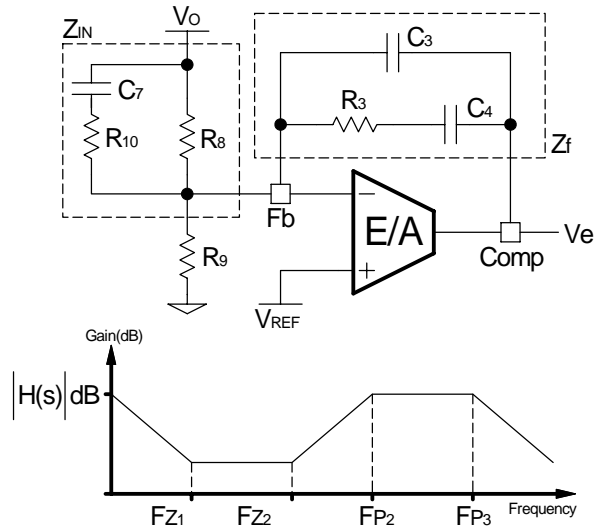 ZIN
VO
C7
R10
R8
R9
C3
R3
C4
Zf
Fb
E/A
Comp
Ve
VREF
Gain(dB)
|H(s)| dB
FZ1
FZ2
FP2
FP3
Frequency